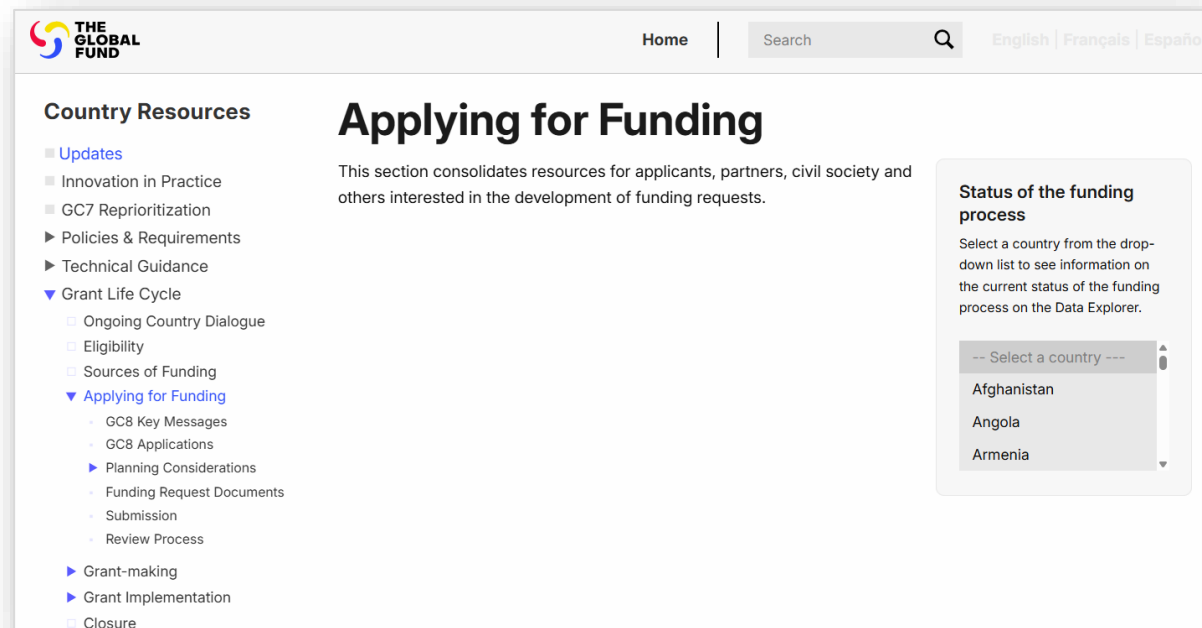 THE
GLOBAL
FUND
Home
Search
English | Français | Españo
Country Resources
Updates
Innovation in Practice
GC7 Reprioritization
Policies & Requirements
Technical Guidance
Grant Life Cycle
Ongoing Country Dialogue
Eligibility
Sources of Funding
Applying for Funding
GC8 Key Messages
GC8 Applications
Planning Considerations
Funding Request Documents
Submission
Review Process
Grant-making
Grant Implementation
Closure
Applying for Funding
This section consolidates resources for applicants, partners, civil society and
others interested in the development of funding requests.
Status of the funding
process
Select a country from the drop-
down list to see information on
the current status of the funding
process on the Data Explorer.
-- Select a country ---
Afghanistan
Angola
Armenia